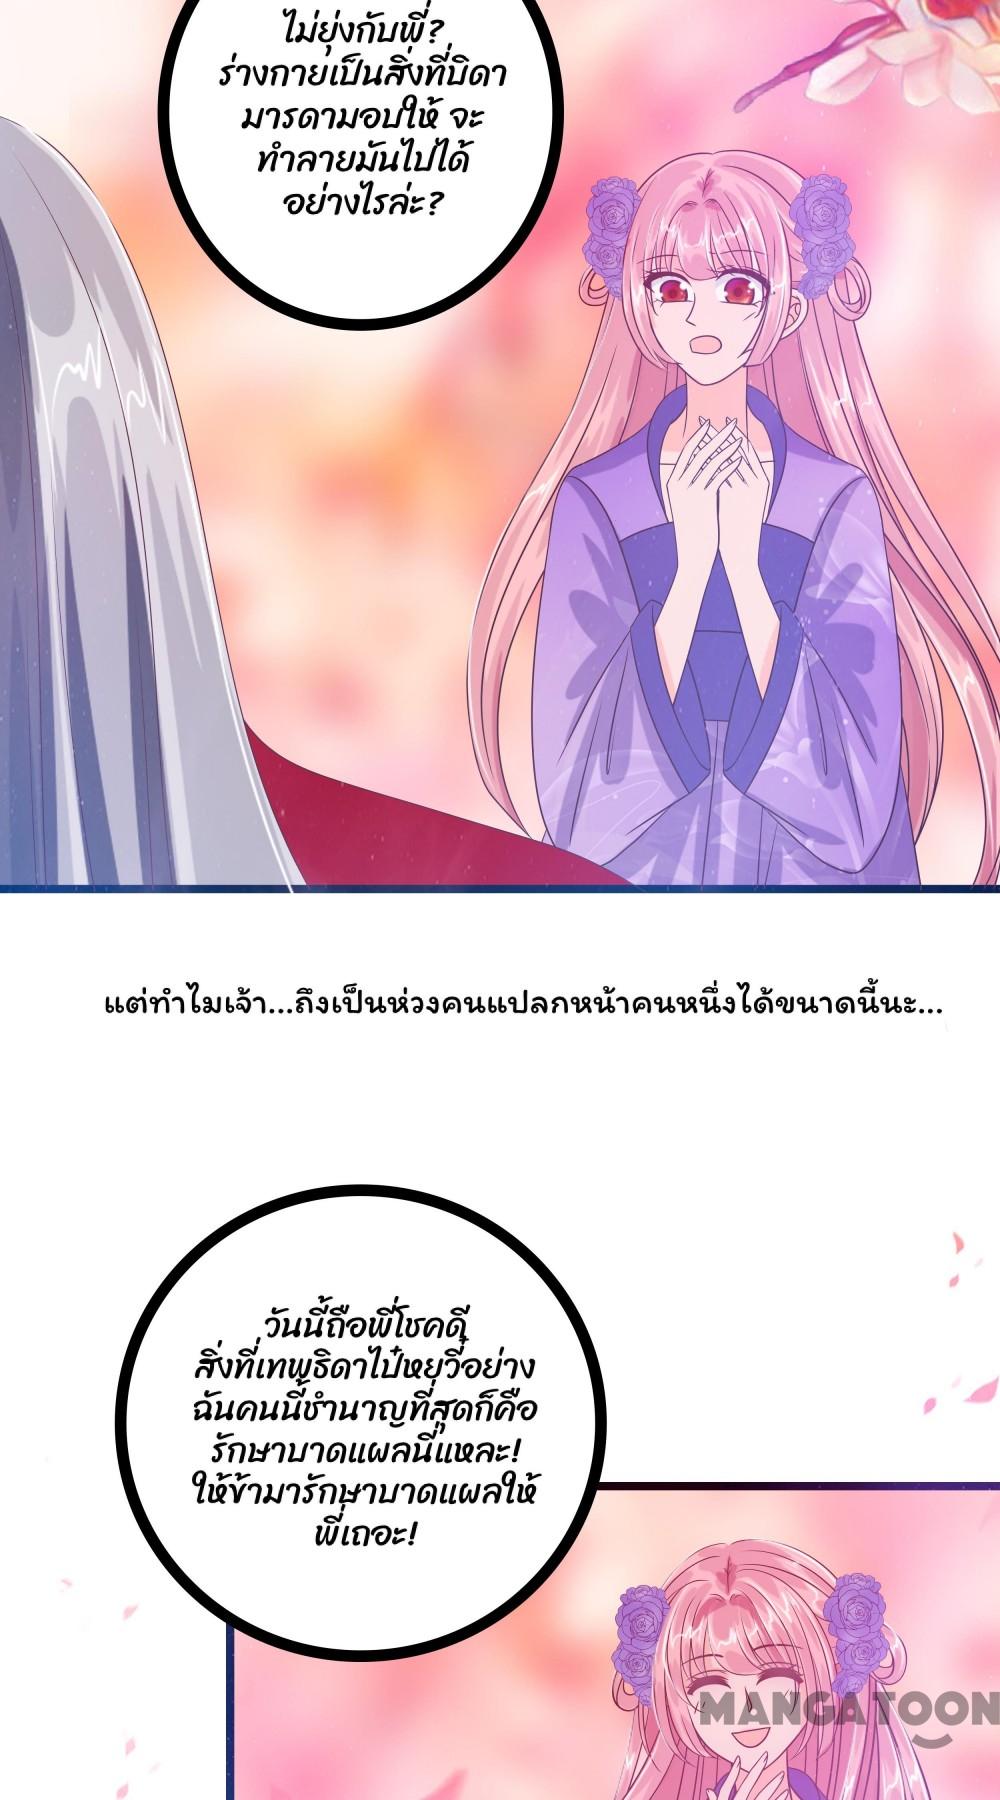 ไม่ยุ่งกับพี่?
ร่างกายเป็นสิ่งที่บิดา
มารดามอบให้ จะ
ทำลายมันไปได้
อย่างไรล่ะ?
แต่ทำไมเจ้า...ถึงเป็นห่วงคนแปลกหน้าคนหนึ่งได้ขนาดนี้นะ...
วันนี้ถือพี่โชคดี
สิ่งที่เทพธิดาไป๋หยวี๋อย่าง
ฉันคนนี้ชำนาญที่สุดก็คือ
รักษาบาดแผลนี่แหละ!
ให้ข้ามารักษาบาดแผลให้
พี่เถอะ!
MANGATOON